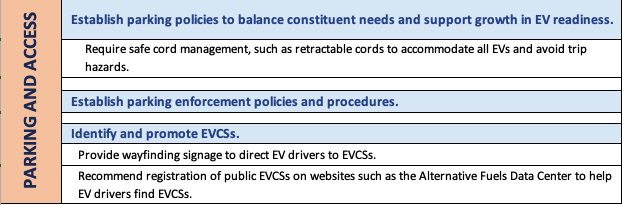 PARKING AND ACCESS
Establish parking policies to balance constituent needs and support growth in EV readiness.
Require safe cord management, such as retractable cords to accommodate all EVs and avoid trip
hazards.
Establish parking enforcement policies and procedures.
Identify and promote EVCSs.
Provide wayfinding signage to direct EV drivers to EVCSs.
Recommend registration of public EVCSs on websites such as the Alternative Fuels Data Center to help
EV drivers find EVCSs.